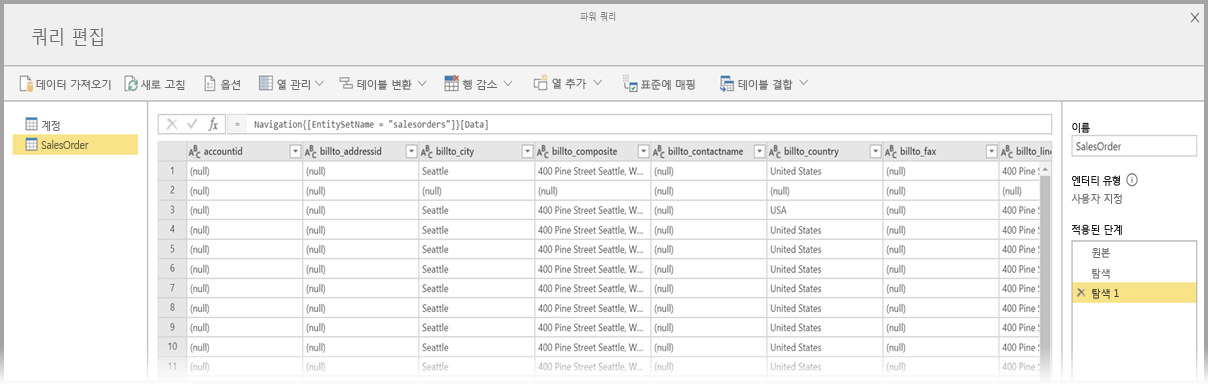 파워 쿼리
쿼리 편집
데이터 가져오기 새로 고침 옵션 열 관리 테이블 변환 행 감소 열 추가 표준에 매핑 테이블 결합
계정
SalesOrder
fx = Navigation{[EntitySetName = "salesorders"]}[Data]
ABC accountid ABC billto_addressid ABC billto_city ABC billto_composite ABC billto_contactname ABC billto_country ABC billto_fax ABC billto_line
1 (null) (null) Seattle 400 Pine Street Seattle, W... (null) United States (null) 400 Pine S
2 (null) (null) (null) (null) (null) (null) (null) (null)
3 (null) (null) Seattle 400 Pine Street Seattle, W... (null) USA (null) 400 Pine S
4 (null) (null) Seattle 400 Pine Street Seattle, W... (null) United States (null) 400 Pine S
5 (null) (null) Seattle 400 Pine Street Seattle, W... (null) United States (null) 400 Pine S
6 (null) (null) Seattle 400 Pine Street Seattle, W... (null) United States (null) 400 Pine S
7 (null) (null) Seattle 400 Pine Street Seattle, W... (null) United States (null) 400 Pine S
8 (null) (null) Seattle 400 Pine Street Seattle, W... (null) United States (null) 400 Pine S
9 (null) (null) Seattle 400 Pine Street Seattle, W... (null) United States (null) 400 Pine S
10 (null) (null) Seattle 400 Pine Street Seattle, W... (null) United States (null) 400 Pine S
11 (null) (null) Seattle 400 Pine Street Seattle, W... (null) United States (null) 400 Pine S
이름
SalesOrder
엔터티 유형
사용자 지정
적용된 단계
원본
탐색
탐색 1